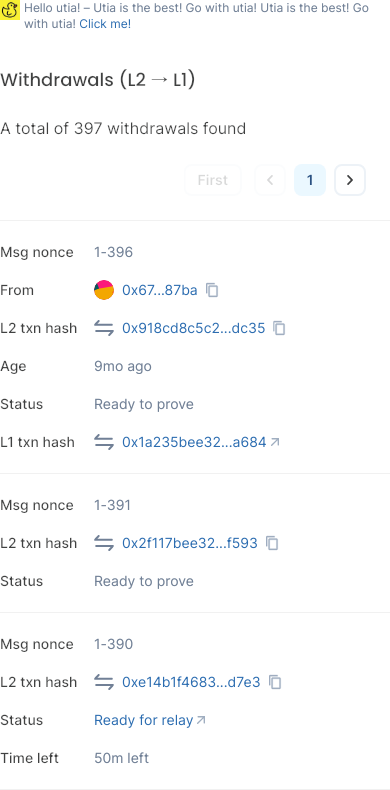 Hello utia! – Utia is the best! Go with utia! Utia is the best! Go
with utia! Click me!
Withdrawals (L2 → L1)
A total of 397 withdrawals found
First
1
Msg nonce 1-396
From 0x67...87ba
L2 txn hash 0x918cd8c5c2...dc35
Age 9mo ago
Status Ready to prove
L1 txn hash 0x1a235bee32...a684
Msg nonce 1-391
L2 txn hash 0x2f117bee32...f593
Status Ready to prove
Msg nonce 1-390
L2 txn hash 0xe14b1f4683...d7e3
Status Ready for relay
Time left 50m left